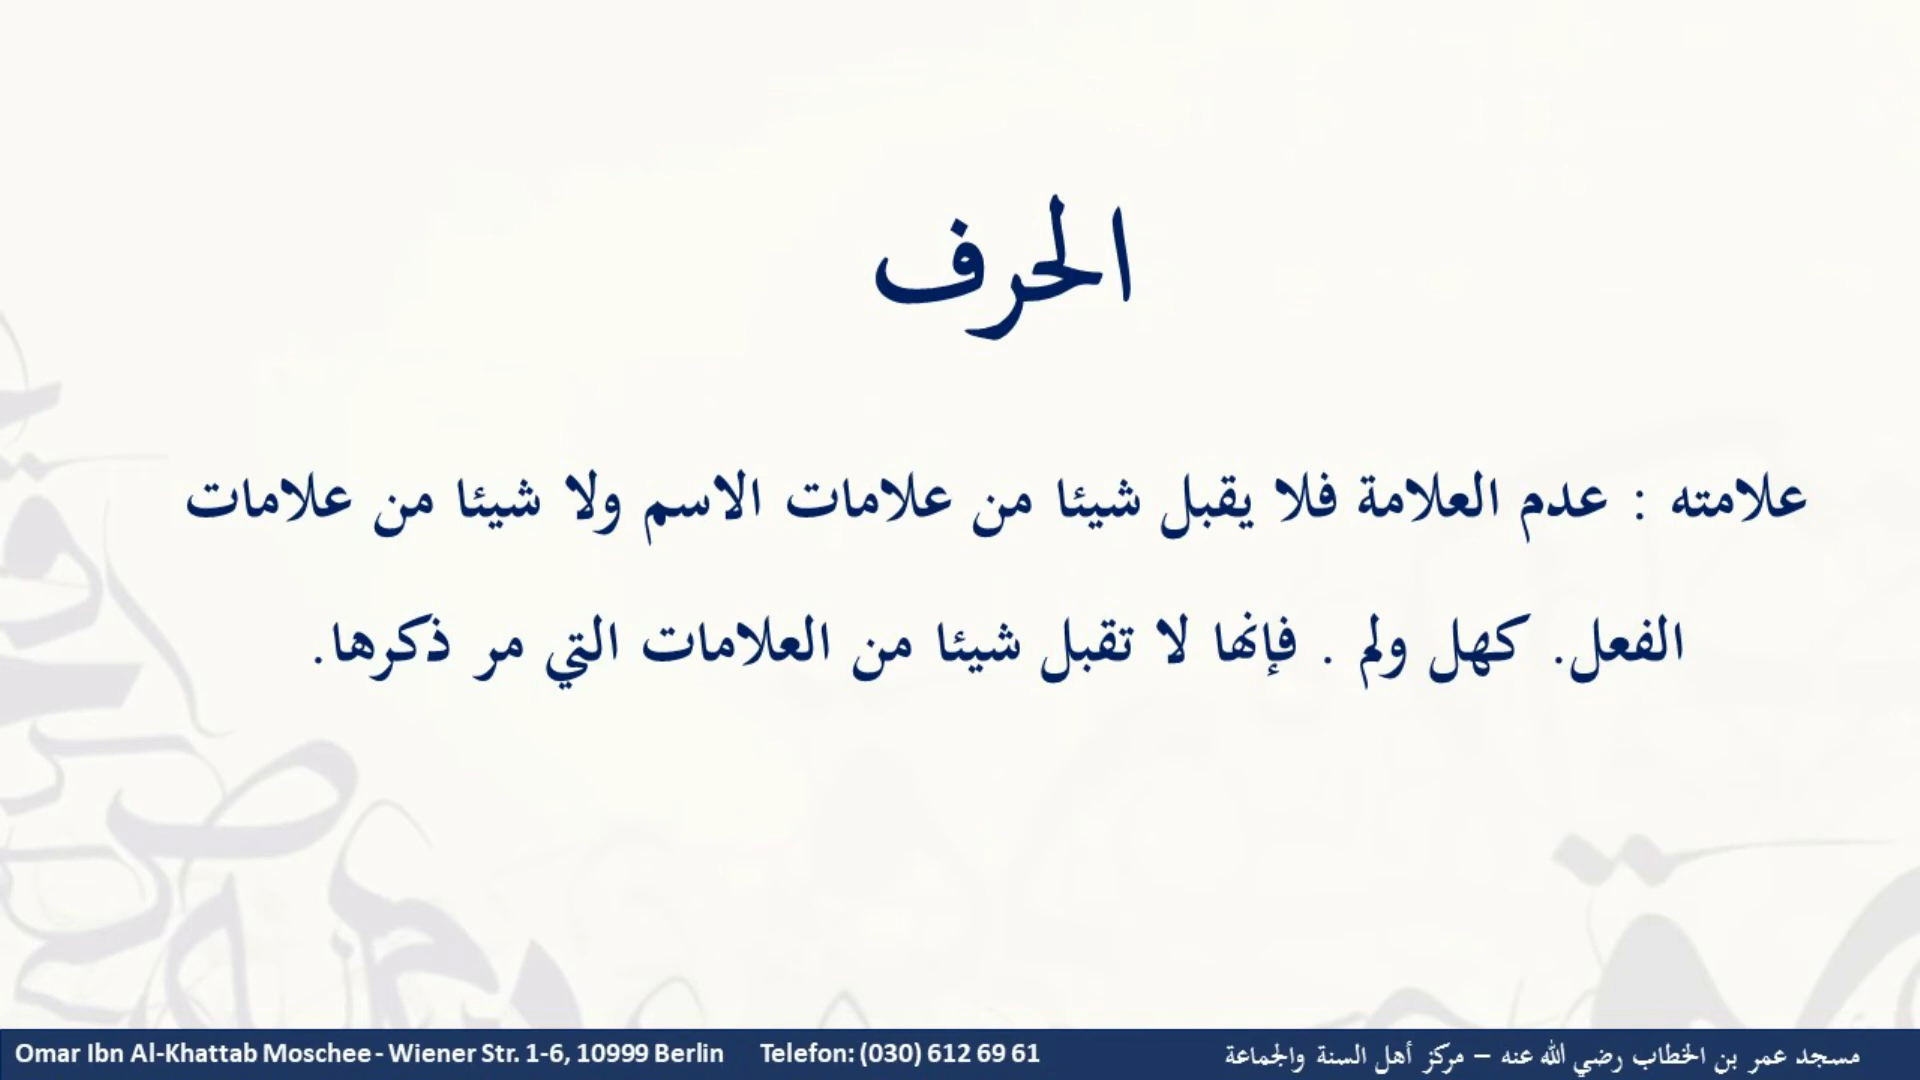 الحرف
علامته : عدم العلامة فلا يقبل شيئا من علامات الاسم ولا شيئا من علامات
الفعل. كهل ولم . فإنها لا تقبل شيئا من العلامات التي مر ذكرها.
Omar Ibn Al-Khattab Moschee - Wiener Str. 1-6, 10999 Berlin Telefon: (030) 612 69 61
مسجد عمر بن الخطاب رضي الله عنه – مركز أهل السنة والجماعة